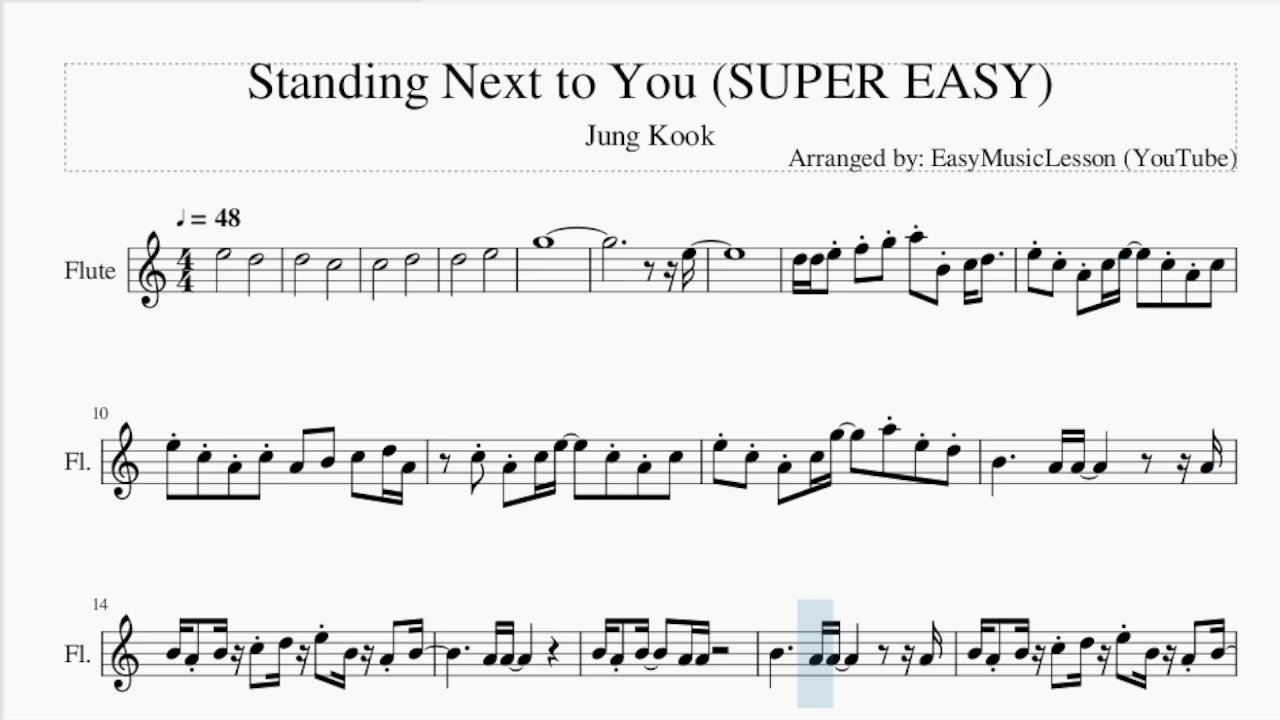 Standing Next to You (SUPER EASY)
Jung Kook
Arranged by: EasyMusicLesson (YouTube)
♩ = 48
Flute
10
Fl.
14
Fl.